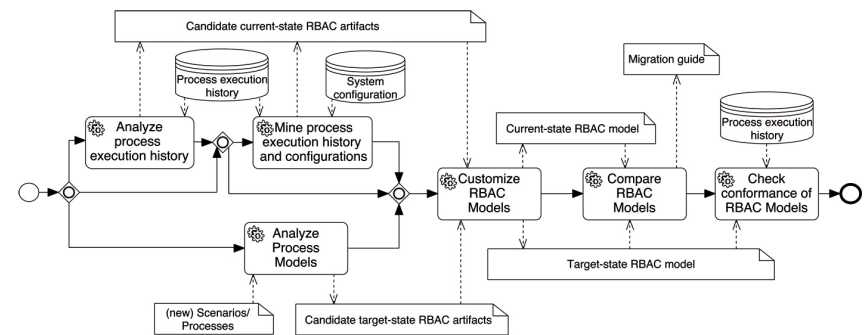 Candidate current-state RBAC artifacts
Process execution
history
System
configuration
Migration guide
Process execution
history
Analyze
process
execution history
Mine process
execution history
and configurations
Current-state RBAC model
Customize
RBAC
Models
Compare
RBAC
Models
Check
conformance of
RBAC Models
Analyze
Process
Models
Target-state RBAC model
(new) Scenarios/
Processes
Candidate target-state RBAC artifacts